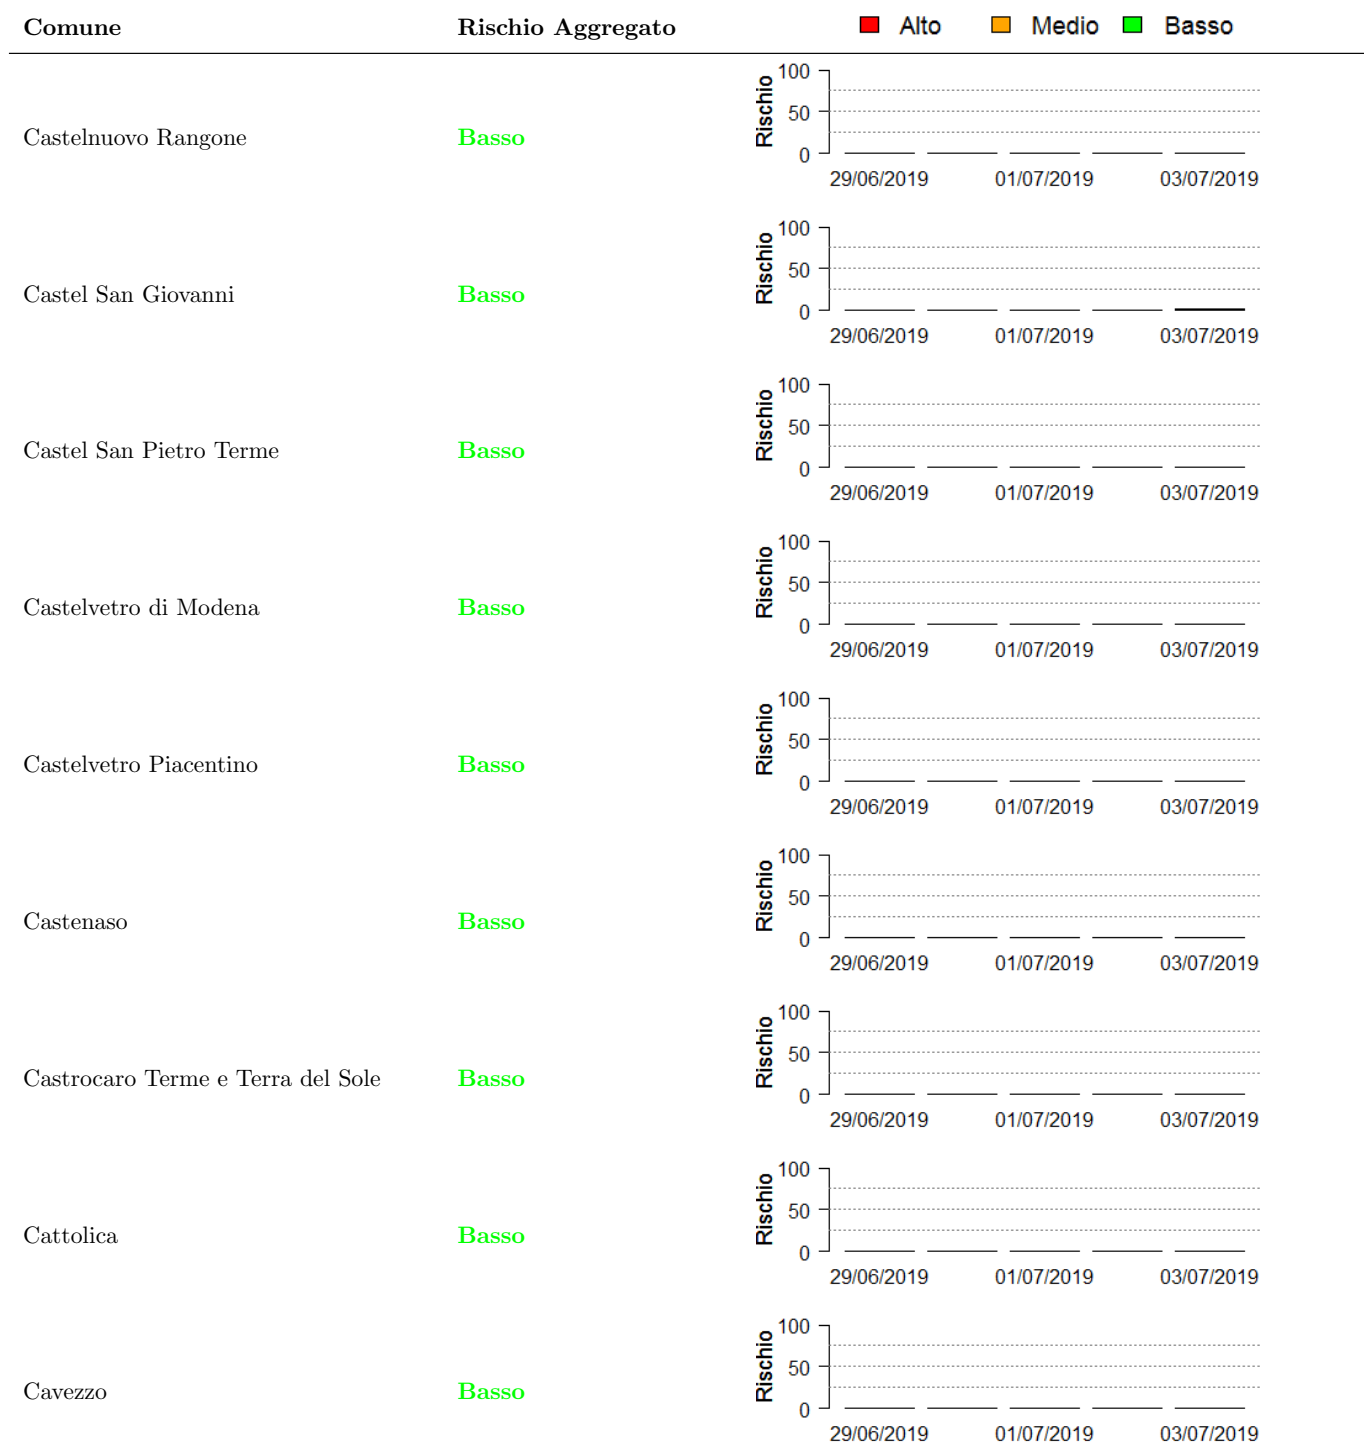 Comune Rischio Aggregato Alto Medio Basso
100
50
0
Rischio
Castelnuovo Rangone Basso
29/06/2019 01/07/2019 03/07/2019
100
50
0
Rischio
Castel San Giovanni Basso
29/06/2019 01/07/2019 03/07/2019
100
50
0
Rischio
Castel San Pietro Terme Basso
29/06/2019 01/07/2019 03/07/2019
100
50
0
Rischio
Castelvetro di Modena Basso
29/06/2019 01/07/2019 03/07/2019
100
50
0
Rischio
Castelvetro Piacentino Basso
29/06/2019 01/07/2019 03/07/2019
100
50
0
Rischio
Castenaso Basso
29/06/2019 01/07/2019 03/07/2019
100
50
0
Rischio
Castrocaro Terme e Terra del Sole Basso
29/06/2019 01/07/2019 03/07/2019
100
50
0
Rischio
Cattolica Basso
29/06/2019 01/07/2019 03/07/2019
100
50
0
Rischio
Cavezzo Basso
29/06/2019 01/07/2019 03/07/2019